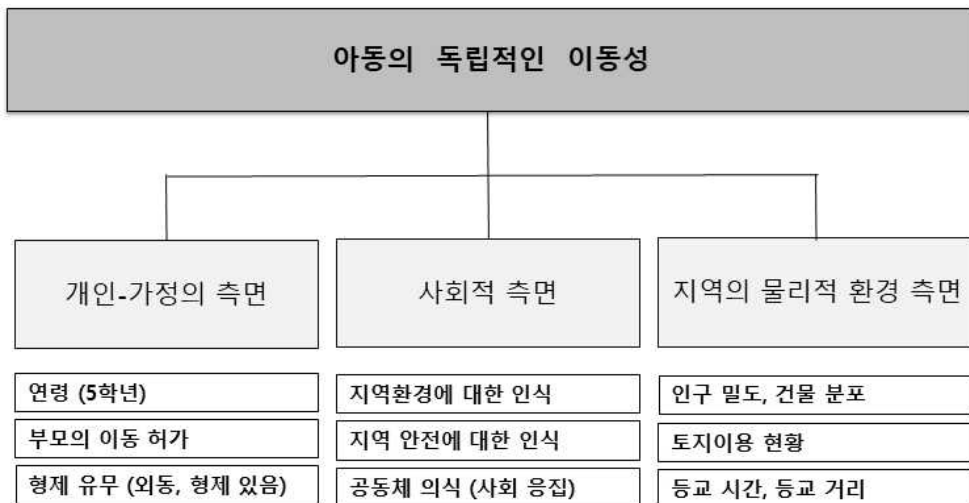 아동의 독립적인 이동성
개인-가정의 측면
사회적 측면
지역의 물리적 환경 측면
연령 (5학년)
지역환경에 대한 인식
인구 밀도, 건물 분포
부모의 이동 허가
지역 안전에 대한 인식
토지이용 현황
형제 유무 (외동, 형제 있음)
공동체 의식 (사회 응집)
등교 시간, 등교 거리